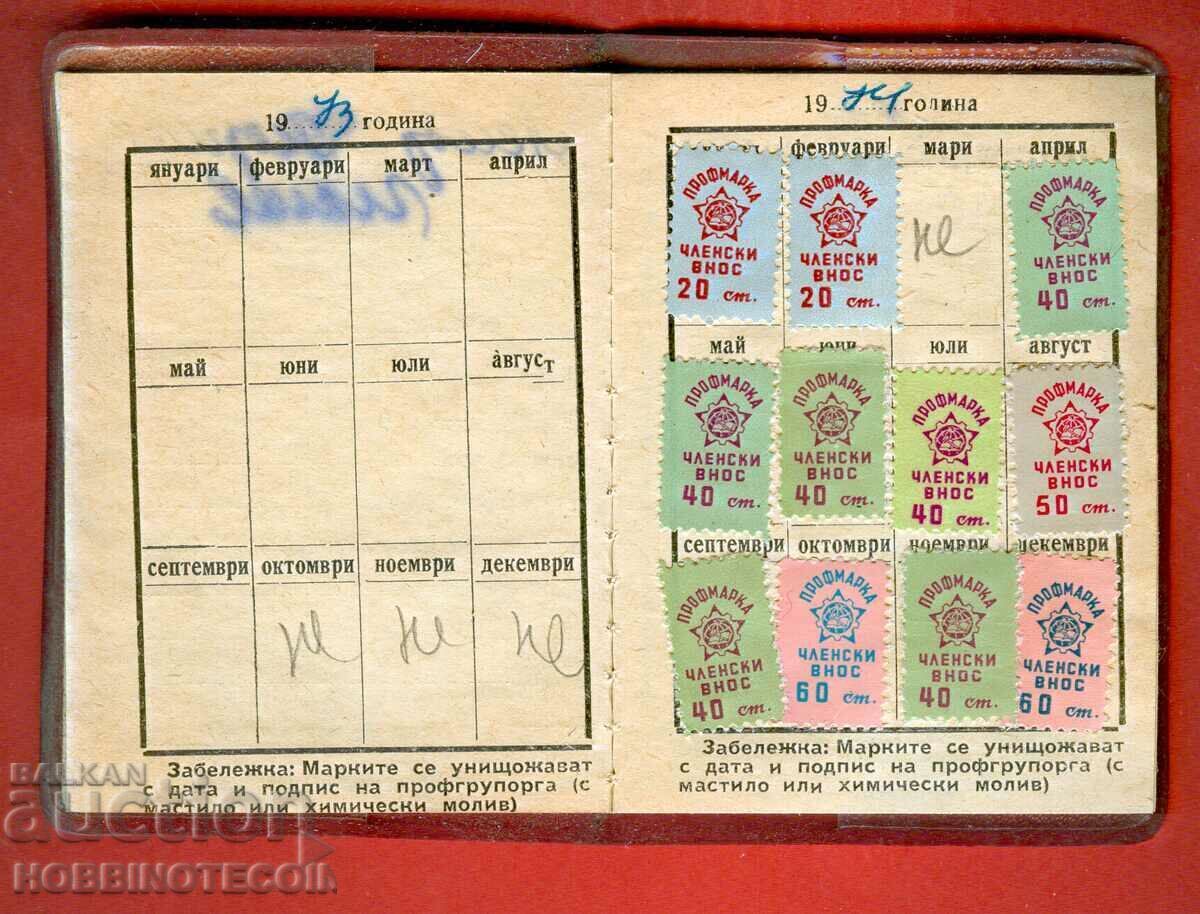 19 73 година
януари февруари март април
май юни юли август
септември октомври ноември декември
не не не
Забележка: Марките се унищожават
с дата и подпис на профгрупорга (с
мастило или химически молив)
19 74 година
февруари мари април
ПРОФМАРКА ЧЛЕНСКИ ВНОС 20 ст.
ПРОФМАРКА ЧЛЕНСКИ ВНОС 20 ст.
не
ПРОФМАРКА ЧЛЕНСКИ ВНОС 40 ст.
май юни юли август
ПРОФМАРКА ЧЛЕНСКИ ВНОС 40 ст.
ПРОФМАРКА ЧЛЕНСКИ ВНОС 40 ст.
ПРОФМАРКА ЧЛЕНСКИ ВНОС 40 ст.
ПРОФМАРКА ЧЛЕНСКИ ВНОС 50 ст.
септември октомври ноември декември
ПРОФМАРКА ЧЛЕНСКИ ВНОС 40 ст.
ПРОФМАРКА ЧЛЕНСКИ ВНОС 60 ст.
ПРОФМАРКА ЧЛЕНСКИ ВНОС 40 ст.
ПРОФМАРКА ЧЛЕНСКИ ВНОС 60 ст.
Забележка: Марките се унищожават
с дата и подпис на профгрупорга (с
мастило или химически молив)
BALKAN
auction
HOBBINOTECOIN